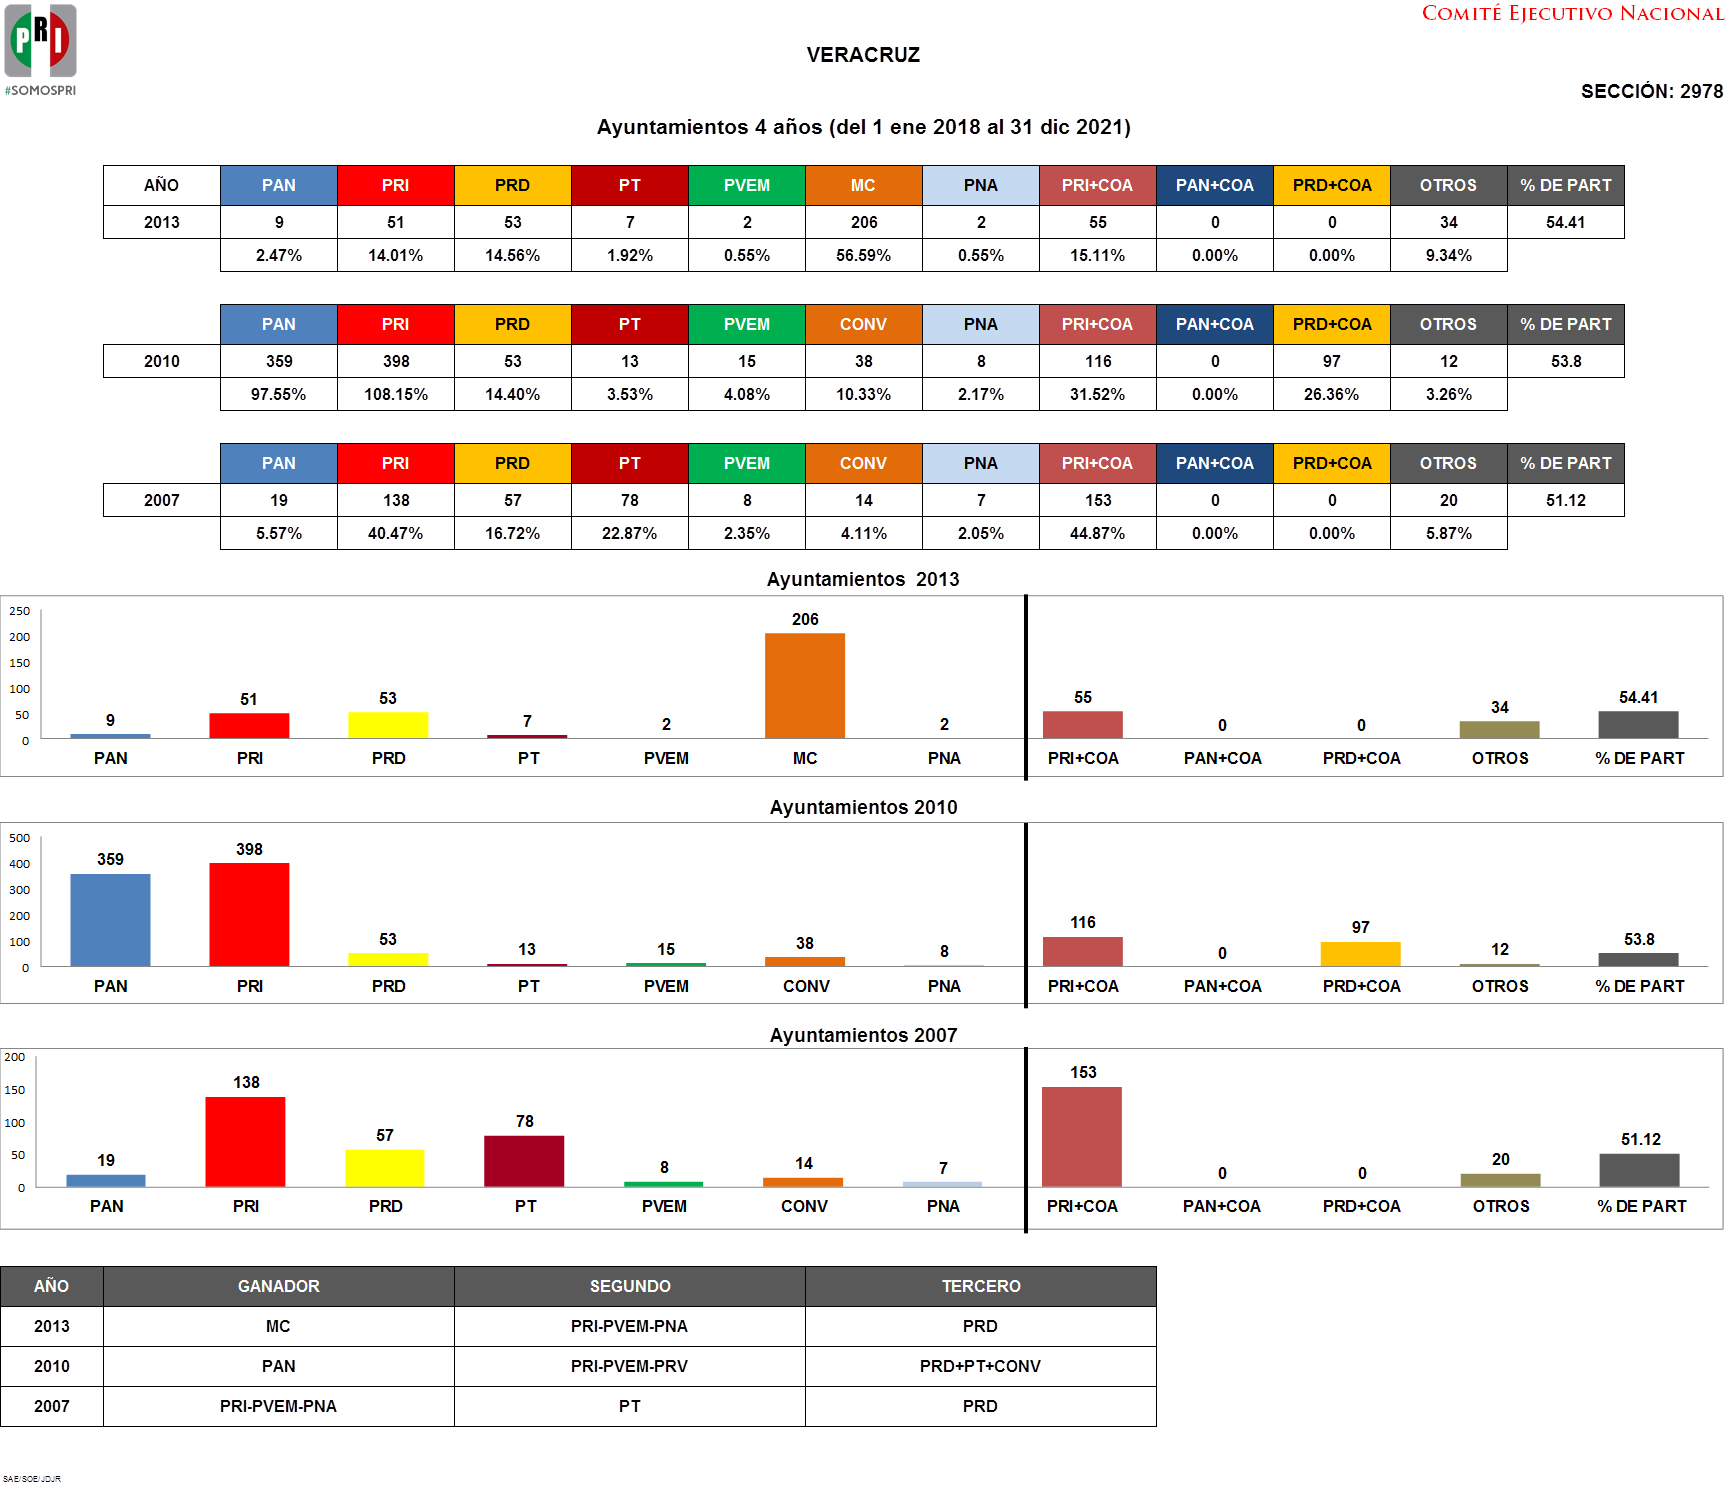 COMITÉ EJECUTIVO NACIONAL
PRI
#SOMOSPRI
VERACRUZ
SECCIÓN: 2978
Ayuntamientos 4 años (del 1 ene 2018 al 31 dic 2021)
AÑO PAN PRI PRD PT PVEM MC PNA PRI+COA PAN+COA PRD+COA OTROS % DE PART
2013 9 51 53 7 2 206 2 55 0 0 34 54.41
2.47% 14.01% 14.56% 1.92% 0.55% 56.59% 0.55% 15.11% 0.00% 0.00% 9.34%
PAN PRI PRD PT PVEM CONV PNA PRI+COA PAN+COA PRD+COA OTROS % DE PART
2010 359 398 53 13 15 38 8 116 0 97 12 53.8
97.55% 108.15% 14.40% 3.53% 4.08% 10.33% 2.17% 31.52% 0.00% 26.36% 3.26%
PAN PRI PRD PT PVEM CONV PNA PRI+COA PAN+COA PRD+COA OTROS % DE PART
2007 19 138 57 78 8 14 7 153 0 0 20 51.12
5.57% 40.47% 16.72% 22.87% 2.35% 4.11% 2.05% 44.87% 0.00% 0.00% 5.87%
Ayuntamientos 2013
250
200
150
100
50
0
9 51 53 7 2 206 2 55 0 0 34 54.41
PAN PRI PRD PT PVEM MC PNA PRI+COA PAN+COA PRD+COA OTROS % DE PART
Ayuntamientos 2010
500
400
300
200
100
0
359 398 53 13 15 38 8 116 0 97 12 53.8
PAN PRI PRD PT PVEM CONV PNA PRI+COA PAN+COA PRD+COA OTROS % DE PART
Ayuntamientos 2007
200
150
100
50
0
19 138 57 78 8 14 7 153 0 0 20 51.12
PAN PRI PRD PT PVEM CONV PNA PRI+COA PAN+COA PRD+COA OTROS % DE PART
AÑO GANADOR SEGUNDO TERCERO
2013 MC PRI-PVEM-PNA PRD
2010 PAN PRI-PVEM-PRV PRD+PT+CONV
2007 PRI-PVEM-PNA PT PRD
SAE/SOE/JDJR